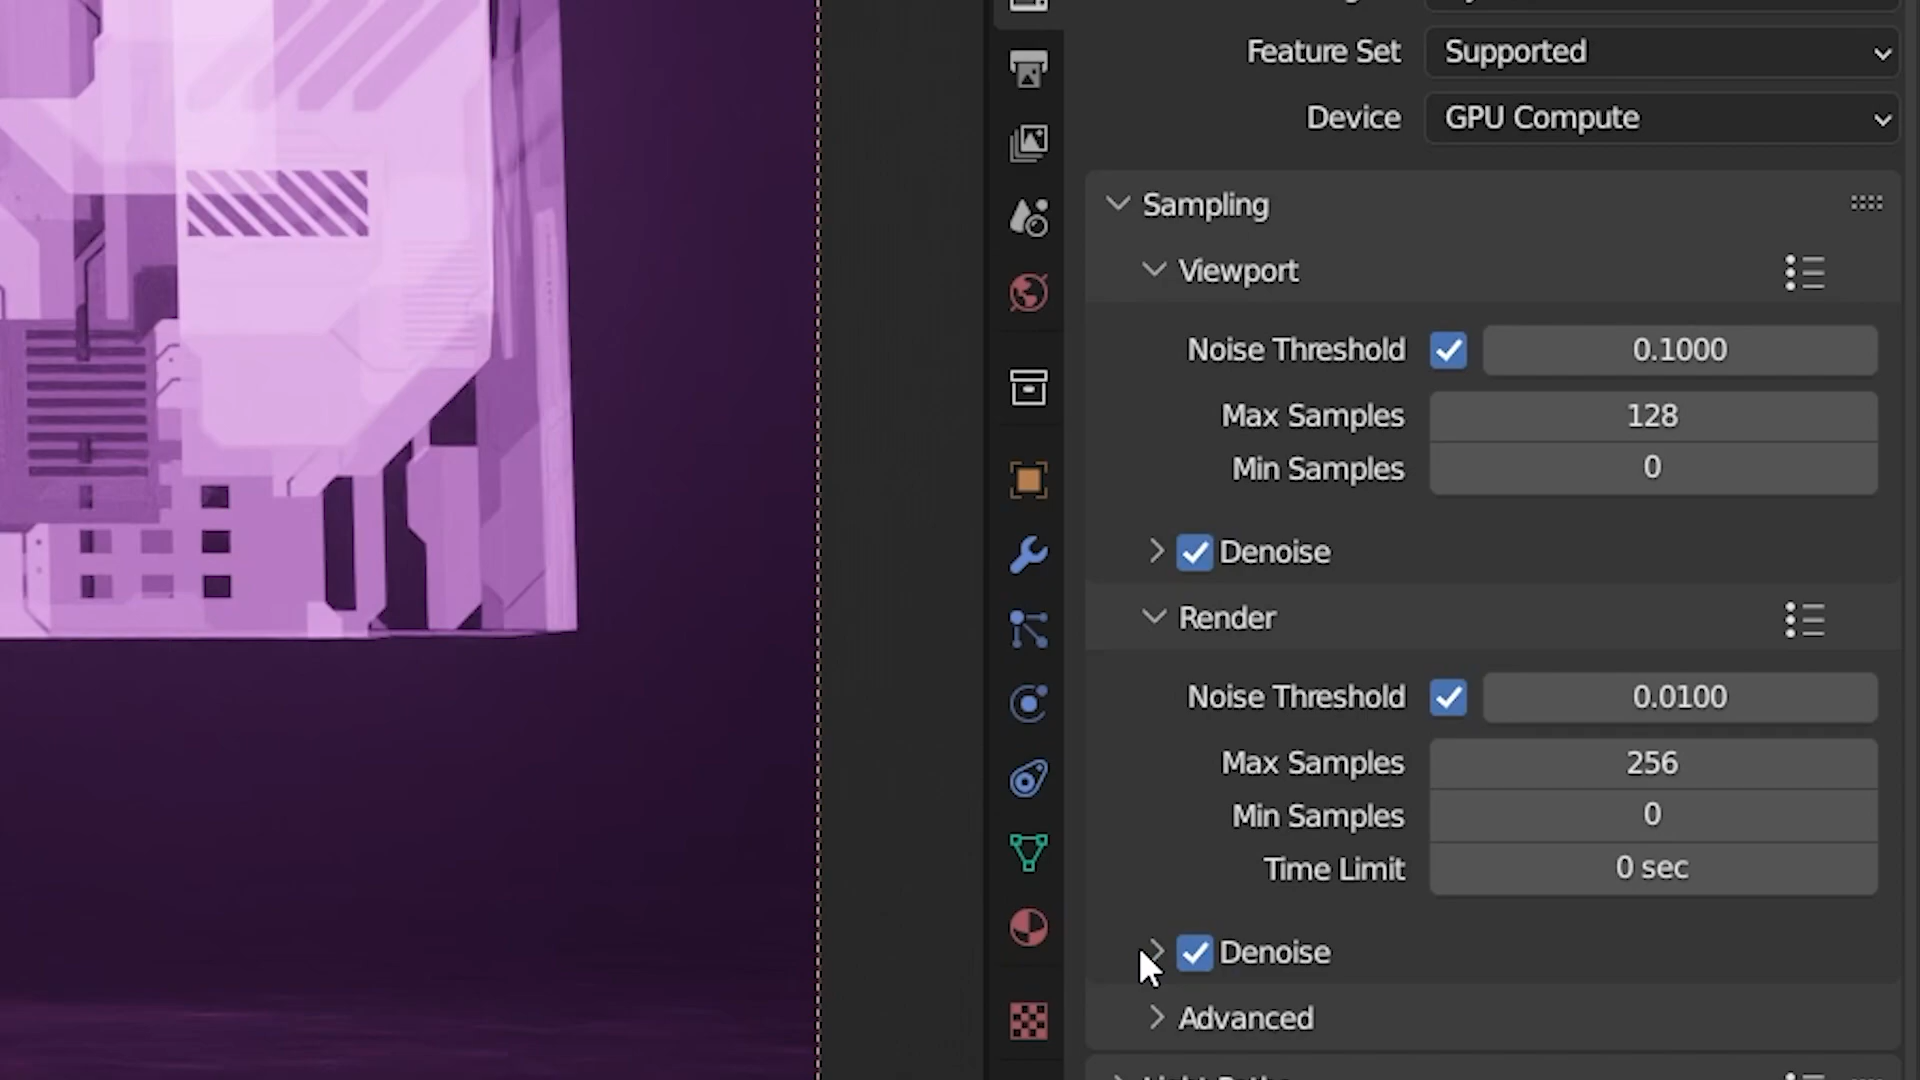 Feature Set Supported
Device GPU Compute
Sampling
Viewport
Noise Threshold 0.1000
Max Samples 128
Min Samples 0
Denoise
Render
Noise Threshold 0.0100
Max Samples 256
Min Samples 0
Time Limit 0 sec
Denoise
Advanced